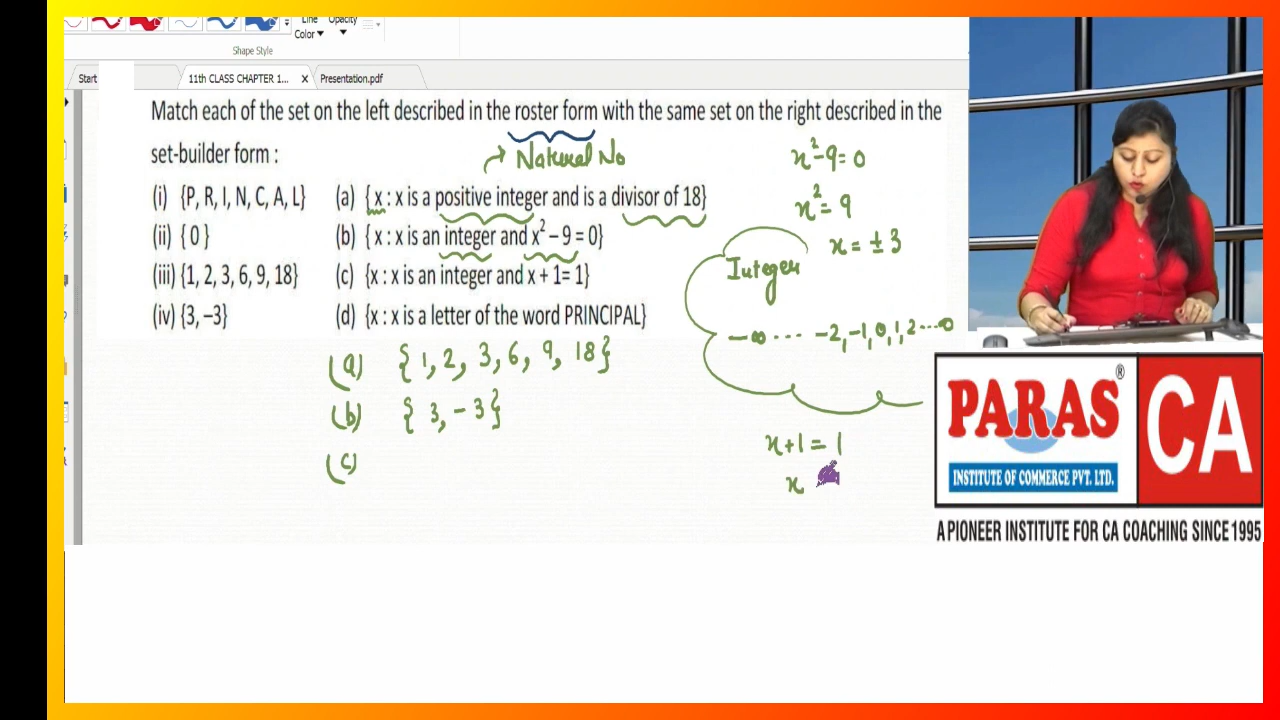 Line
Color
Opacity
Shape Style
Start
11th CLASS CHAPTER 1...
X
Presentation.pdf
Match each of the set on the left described in the roster form with the same set on the right described in the
set-builder form :
→ Natural No
(i) {P, R, I, N, C, A, L} (a) { x : x is a positive integer and is a divisor of 18}
(ii) { 0 } (b) { x : x is an integer and x² – 9 = 0}
(iii) {1, 2, 3, 6, 9, 18} (c) {x : x is an integer and x + 1= 1}
(iv) {3, –3} (d) {x : x is a letter of the word PRINCIPAL}
(a) { 1, 2, 3, 6, 9, 18 }
(b) { 3, - 3 }
(c)
x²-9=0
x² = 9
x = ± 3
Integer
-∞ ···· -2, -1, 0, 1, 2 ···∞
x+1 = 1
x
PARAS®
INSTITUTE OF COMMERCE PVT. LTD.
CA
A PIONEER INSTITUTE FOR CA COACHING SINCE 1995